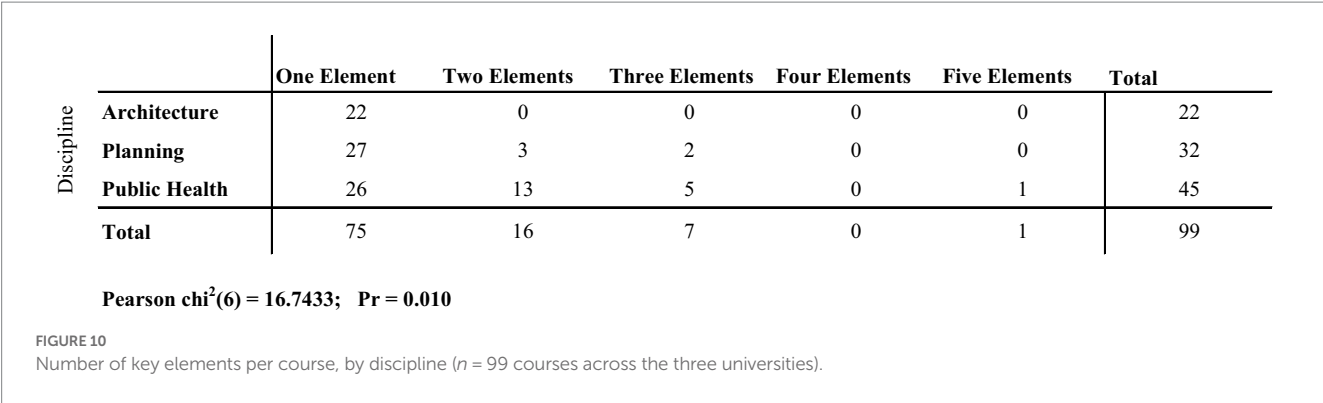 One Element Two Elements Three Elements Four Elements Five Elements Total
Discipline
Architecture 22 0 0 0 0 22
Planning 27 3 2 0 0 32
Public Health 26 13 5 0 1 45
Total 75 16 7 0 1 99
Pearson chi²(6) = 16.7433; Pr = 0.010
FIGURE 10
Number of key elements per course, by discipline (n = 99 courses across the three universities).